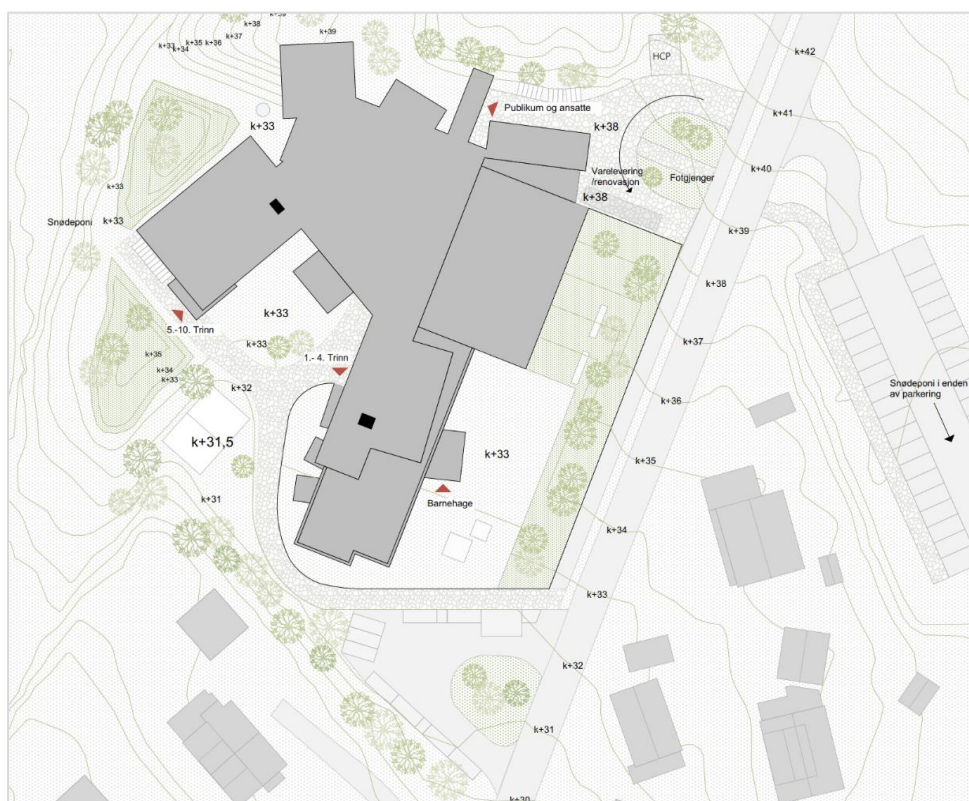 k+39
k+38
k+37
k+36
k+35
k+34
k+33
k+39
k+42
HCP
k+41
Publikum og ansatte
k+33
k+38
k+40
Varelevering
/renovasjon
Fotgjenger
k+33
k+38
Snødeponi
k+33
k+39
k+38
k+33
5.-10. Trinn
k+33
k+37
1.- 4. Trinn
k+35
k+34
k+33
k+32
Snødeponi i enden
av parkering
k+36
k+31,5
k+33
k+35
k+31
Barnehage
k+34
k+33
k+32
k+31
k+30